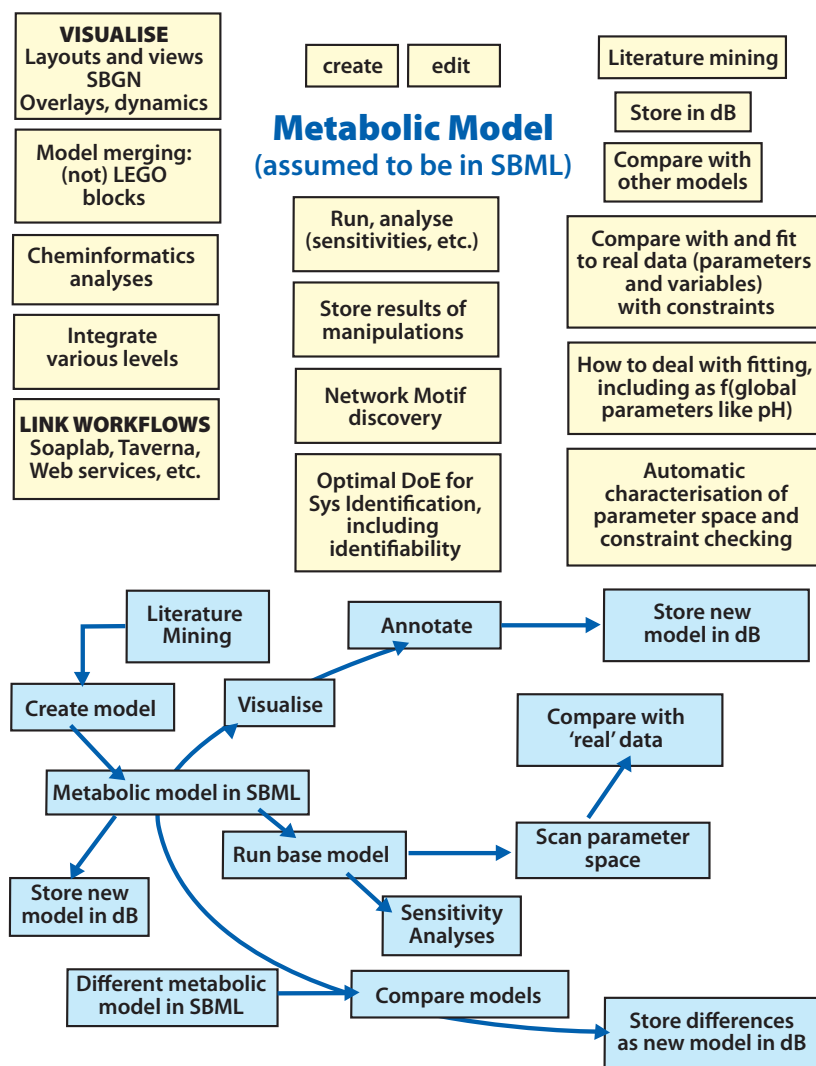 VISUALISE
Layouts and views
SBGN
Overlays, dynamics
Model merging:
(not) LEGO
blocks
Cheminformatics
analyses
Integrate
various levels
LINK WORKFLOWS
Soaplab, Taverna,
Web services, etc.
create
edit
Metabolic Model
(assumed to be in SBML)
Run, analyse
(sensitivities, etc.)
Store results of
manipulations
Network Motif
discovery
Optimal DoE for
Sys Identification,
including
identifiability
Literature mining
Store in dB
Compare with
other models
Compare with and fit
to real data (parameters
and variables)
with constraints
How to deal with fitting,
including as f(global
parameters like pH)
Automatic
characterisation of
parameter space and
constraint checking
Literature
Mining
Annotate
Store new
model in dB
Create model
Visualise
Compare with
‘real’ data
Metabolic model in SBML
Run base model
Scan parameter
space
Store new
model in dB
Sensitivity
Analyses
Different metabolic
model in SBML
Compare models
Store differences
as new model in dB